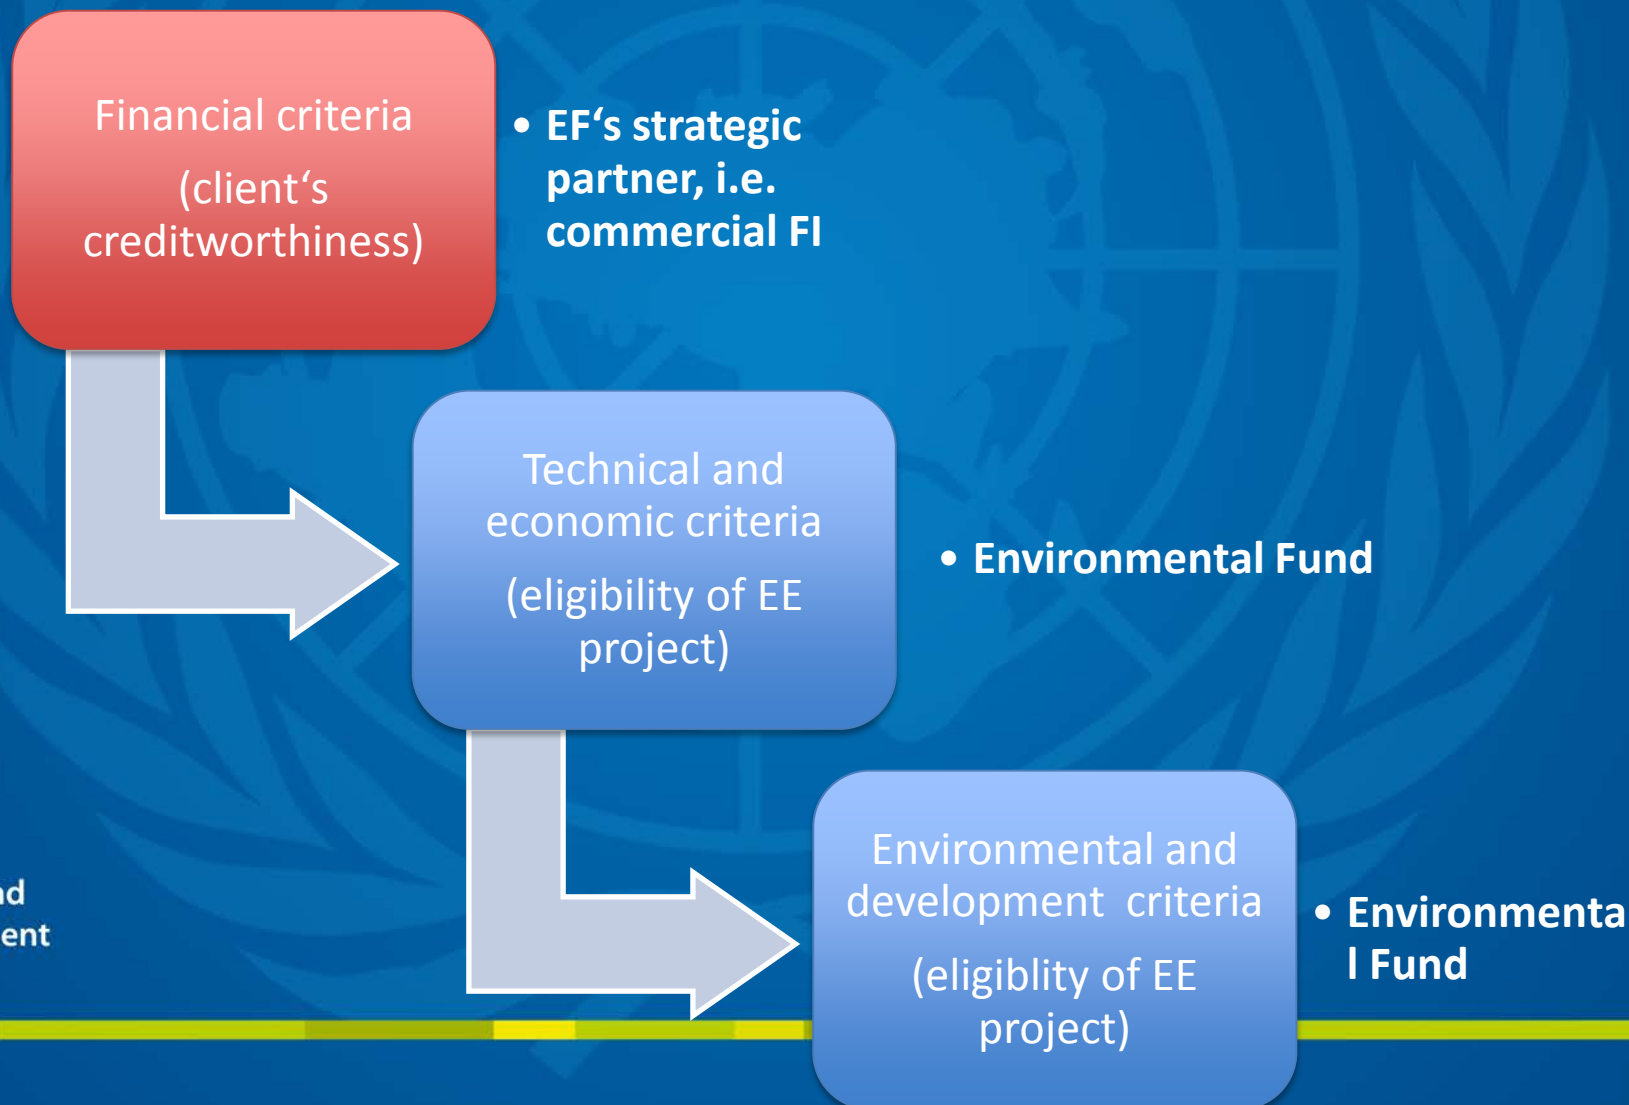 Financial criteria
(client‘s
creditworthiness)
• EF‘s strategic
partner, i.e.
commercial FI
Technical and
economic criteria
(eligibility of EE
project)
• Environmental Fund
Environmental and
development criteria
(eligiblity of EE
project)
• Environmenta
l Fund
nd
ent